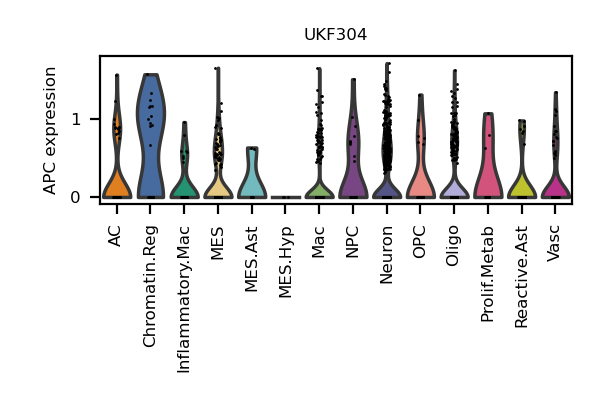 UKF304
APC expression
1
0
AC
Chromatin.Reg
Inflammatory.Mac
MES
MES.Ast
MES.Hyp
Mac
NPC
Neuron
OPC
Oligo
Prolif.Metab
Reactive.Ast
Vasc